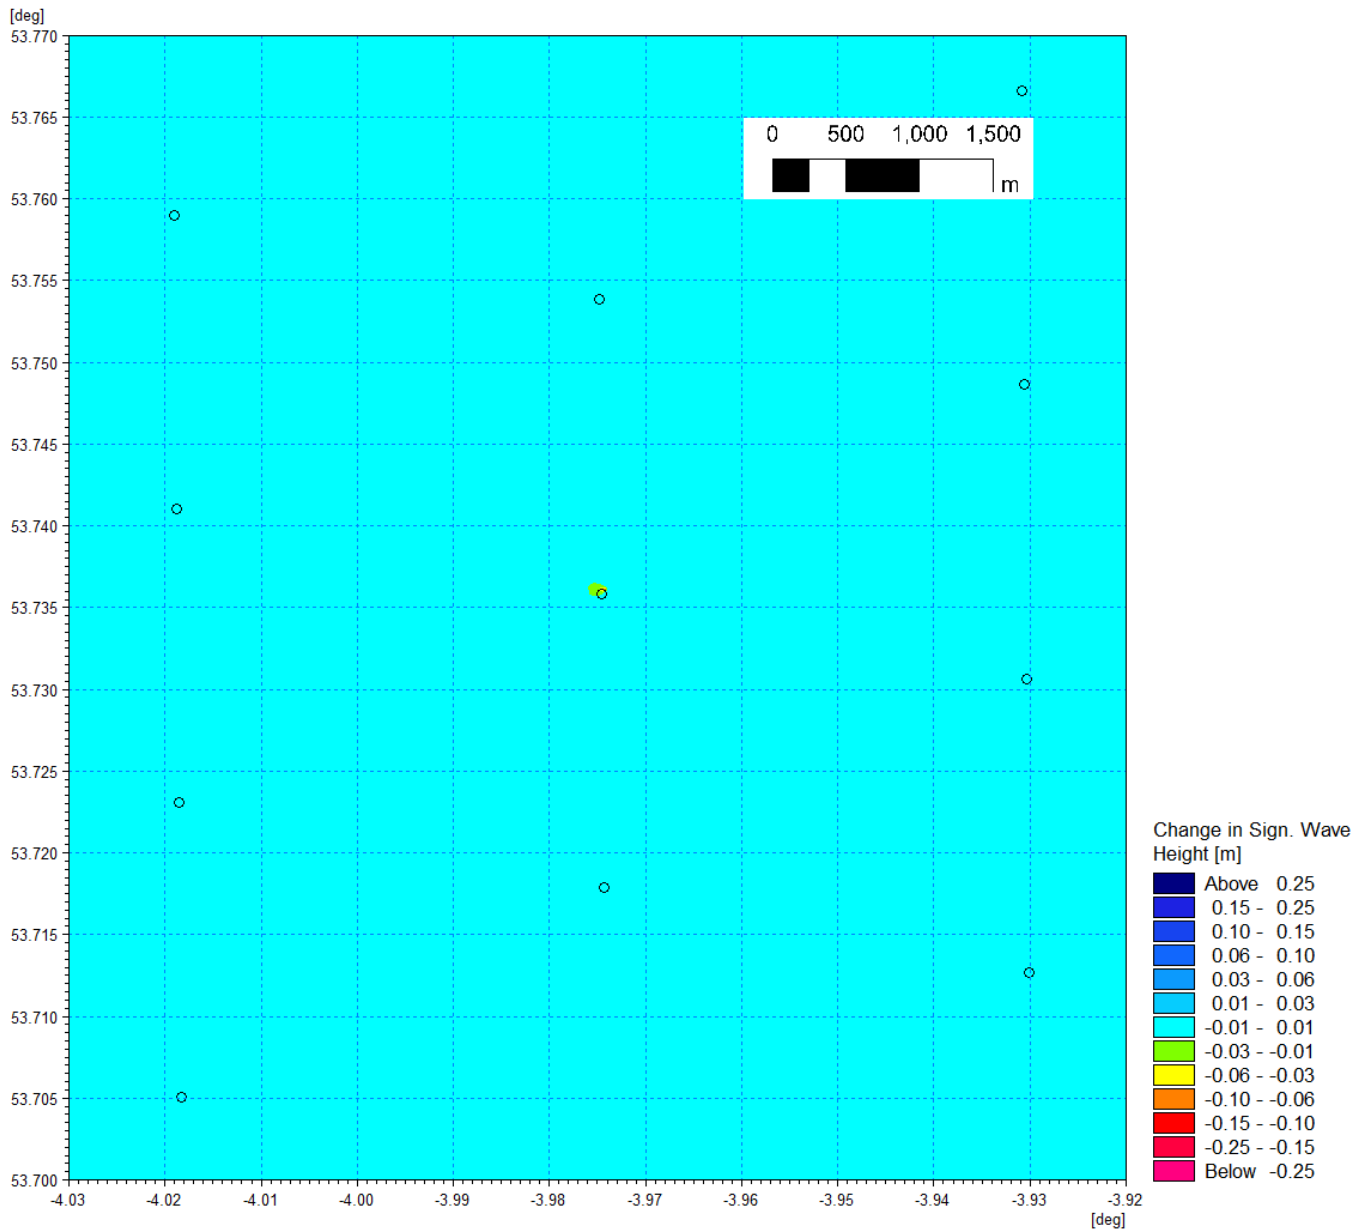 [deg]
53.770
53.765
53.760
53.755
53.750
53.745
53.740
53.735
53.730
53.725
53.720
53.715
53.710
53.705
53.700
0 500 1,000 1,500
m
Change in Sign. Wave
Height [m]
Above 0.25
0.15 - 0.25
0.10 - 0.15
0.06 - 0.10
0.03 - 0.06
0.01 - 0.03
-0.01 - 0.01
-0.03 - -0.01
-0.06 - -0.03
-0.10 - -0.06
-0.15 - -0.10
-0.25 - -0.15
Below -0.25
-4.03 -4.02 -4.01 -4.00 -3.99 -3.98 -3.97 -3.96 -3.95 -3.94 -3.93 -3.92
[deg]